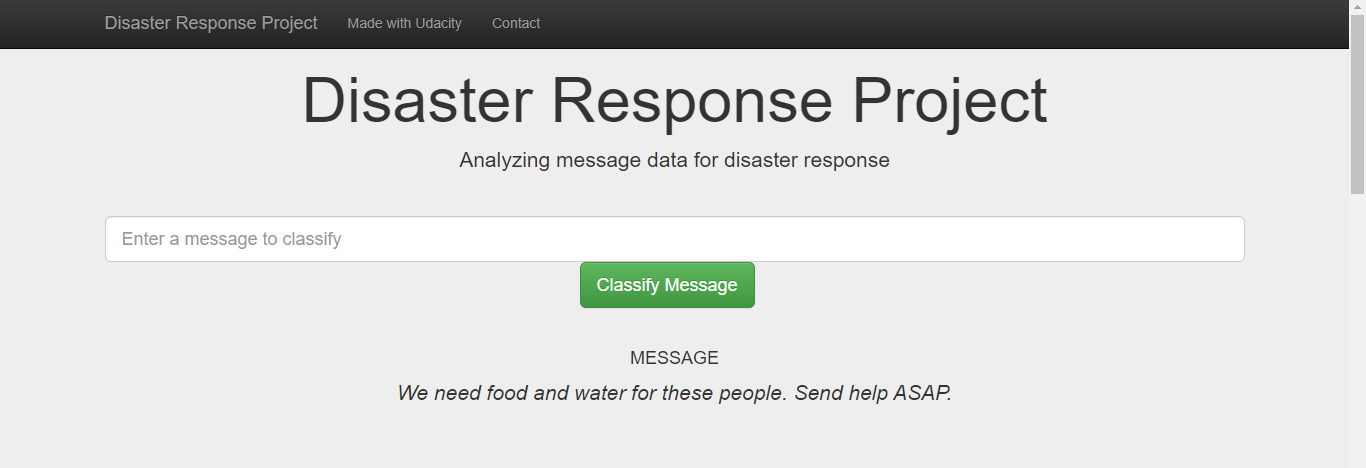 Disaster Response Project Made with Udacity Contact
Disaster Response Project
Analyzing message data for disaster response
Enter a message to classify
Classify Message
MESSAGE
We need food and water for these people. Send help ASAP.